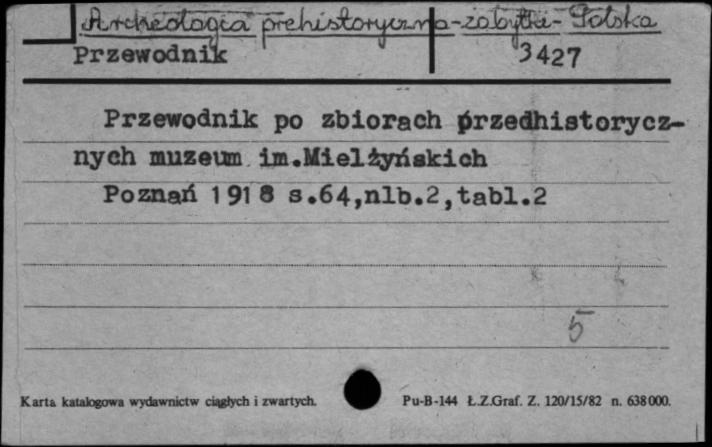 Archeologia prehistoryczna - zabytki - Polska
Przewodnik 3427
Przewodnik po zbiorach przedhistorycz-
nych muzeum im.Mielżyńskich
Poznań 1918 s.64,nlb.2,tabl.2
5
Karta katalogowa wydawnictw ciągłych i zwartych. Pu-B-144 Ł.Z.Graf. Z. 120/15/82 n. 638000.